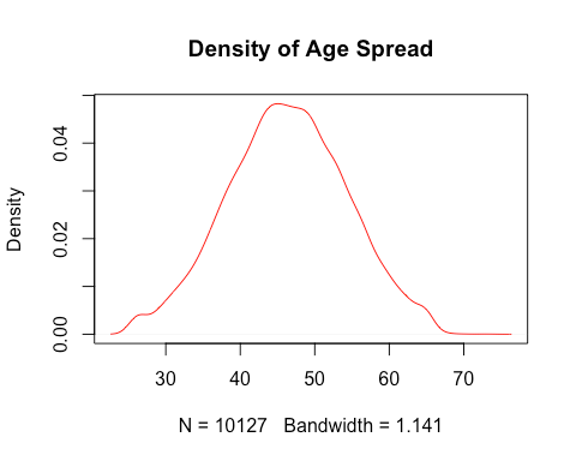 Density of Age Spread
Density
0.04
0.02
0.00
30 40 50 60 70
N = 10127 Bandwidth = 1.141